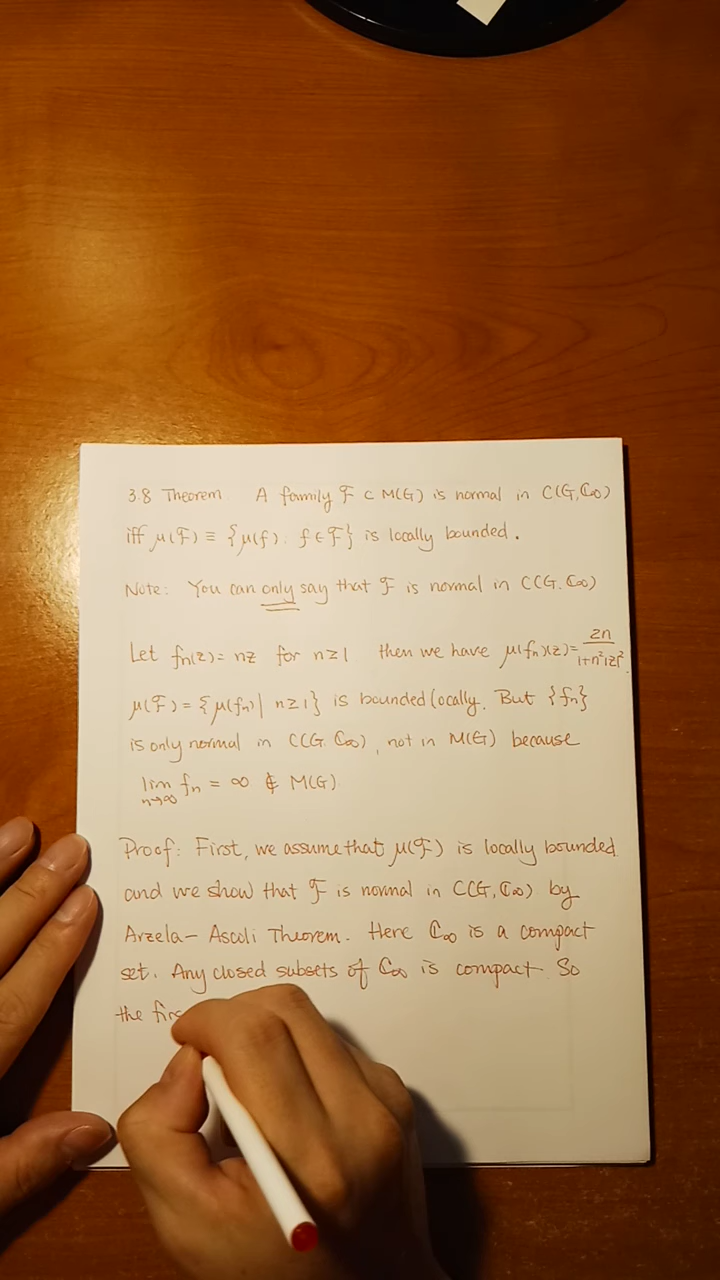 3.8 Theorem. A family ℱ ⊂ M(G) is normal in C(G,ℂ∞)
iff μ(ℱ) ≡ {μ(f): f ∈ ℱ} is locally bounded.
Note: You can only say that ℱ is normal in C(G.ℂ∞)
Let fn(z) = nz for n≥1 then we have μ(fn)(z) = 2n/1+n²|z|².
μ(ℱ) = {μ(fn) | n≥1} is bounded locally. But {fn}
is only normal in C(G.ℂ∞), not in M(G) because
lim n→∞ fn = ∞ ∉ M(G)
Proof: First, we assume that μ(ℱ) is locally bounded
and we show that ℱ is normal in C(G,ℂ∞) by
Arzela-Ascoli Theorem. Here ℂ∞ is a compact
set. Any closed subsets of ℂ∞ is compact. So
the